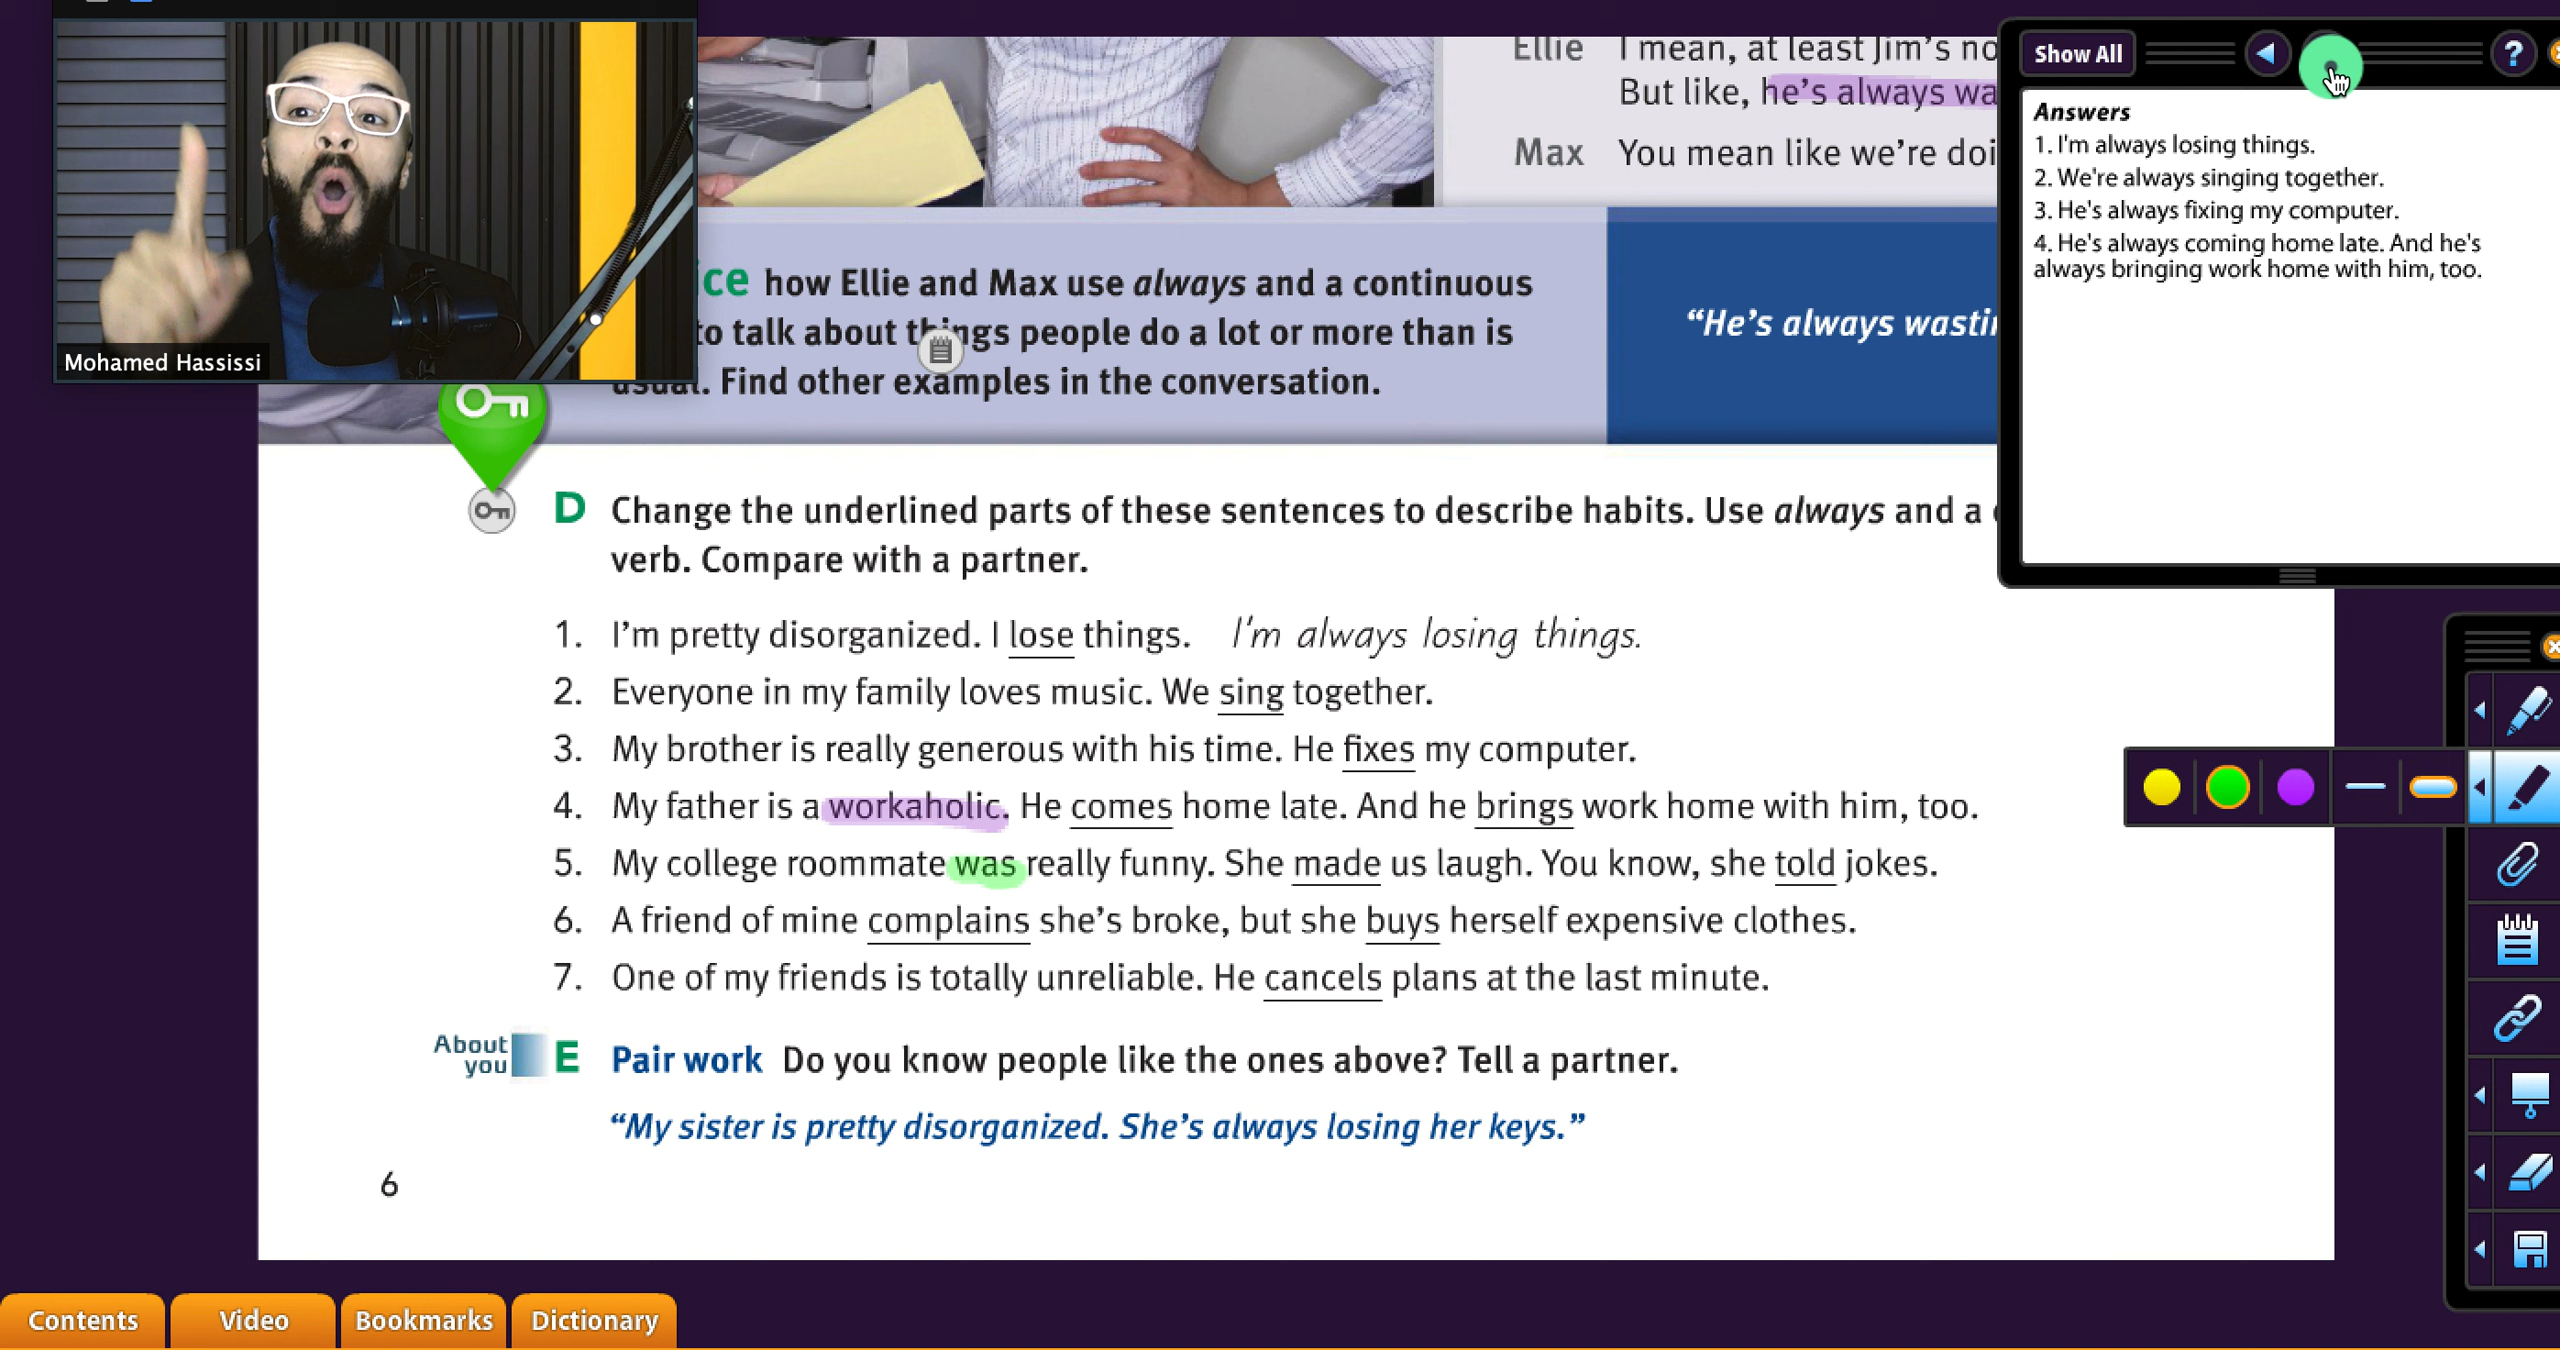 Mohamed Hassissi
Ellie I mean, at least Jim's no
But like, he's always wa
Max You mean like we're doi
ice how Ellie and Max use always and a continuous
to talk about things people do a lot or more than is
usual. Find other examples in the conversation.
"He's always wastin
Show All
?
Answers
1. I'm always losing things.
2. We're always singing together.
3. He's always fixing my computer.
4. He's always coming home late. And he's
always bringing work home with him, too.
D Change the underlined parts of these sentences to describe habits. Use always and a
verb. Compare with a partner.
1. I'm pretty disorganized. I lose things. I'm always losing things.
2. Everyone in my family loves music. We sing together.
3. My brother is really generous with his time. He fixes my computer.
4. My father is a workaholic. He comes home late. And he brings work home with him, too.
5. My college roommate was really funny. She made us laugh. You know, she told jokes.
6. A friend of mine complains she's broke, but she buys herself expensive clothes.
7. One of my friends is totally unreliable. He cancels plans at the last minute.
About
you
E Pair work Do you know people like the ones above? Tell a partner.
"My sister is pretty disorganized. She's always losing her keys."
6
Contents Video Bookmarks Dictionary